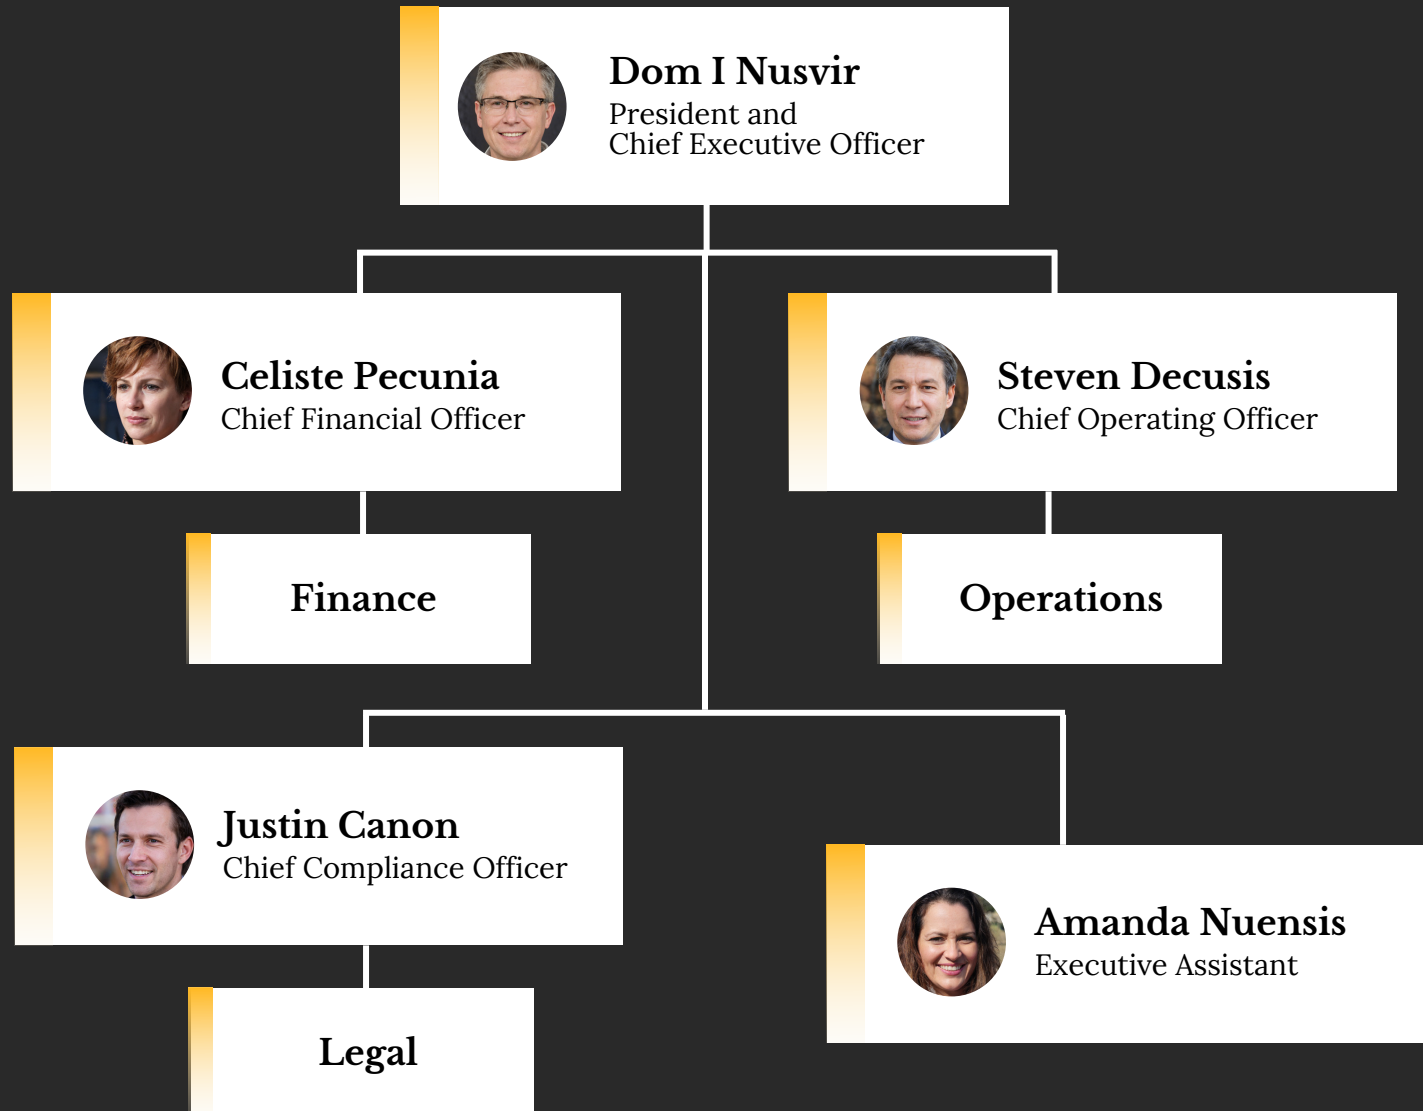 Dom I Nusvir
President and
Chief Executive Officer
Celiste Pecunia
Chief Financial Officer
Steven Decusis
Chief Operating Officer
Finance
Operations
Justin Canon
Chief Compliance Officer
Amanda Nuensis
Executive Assistant
Legal